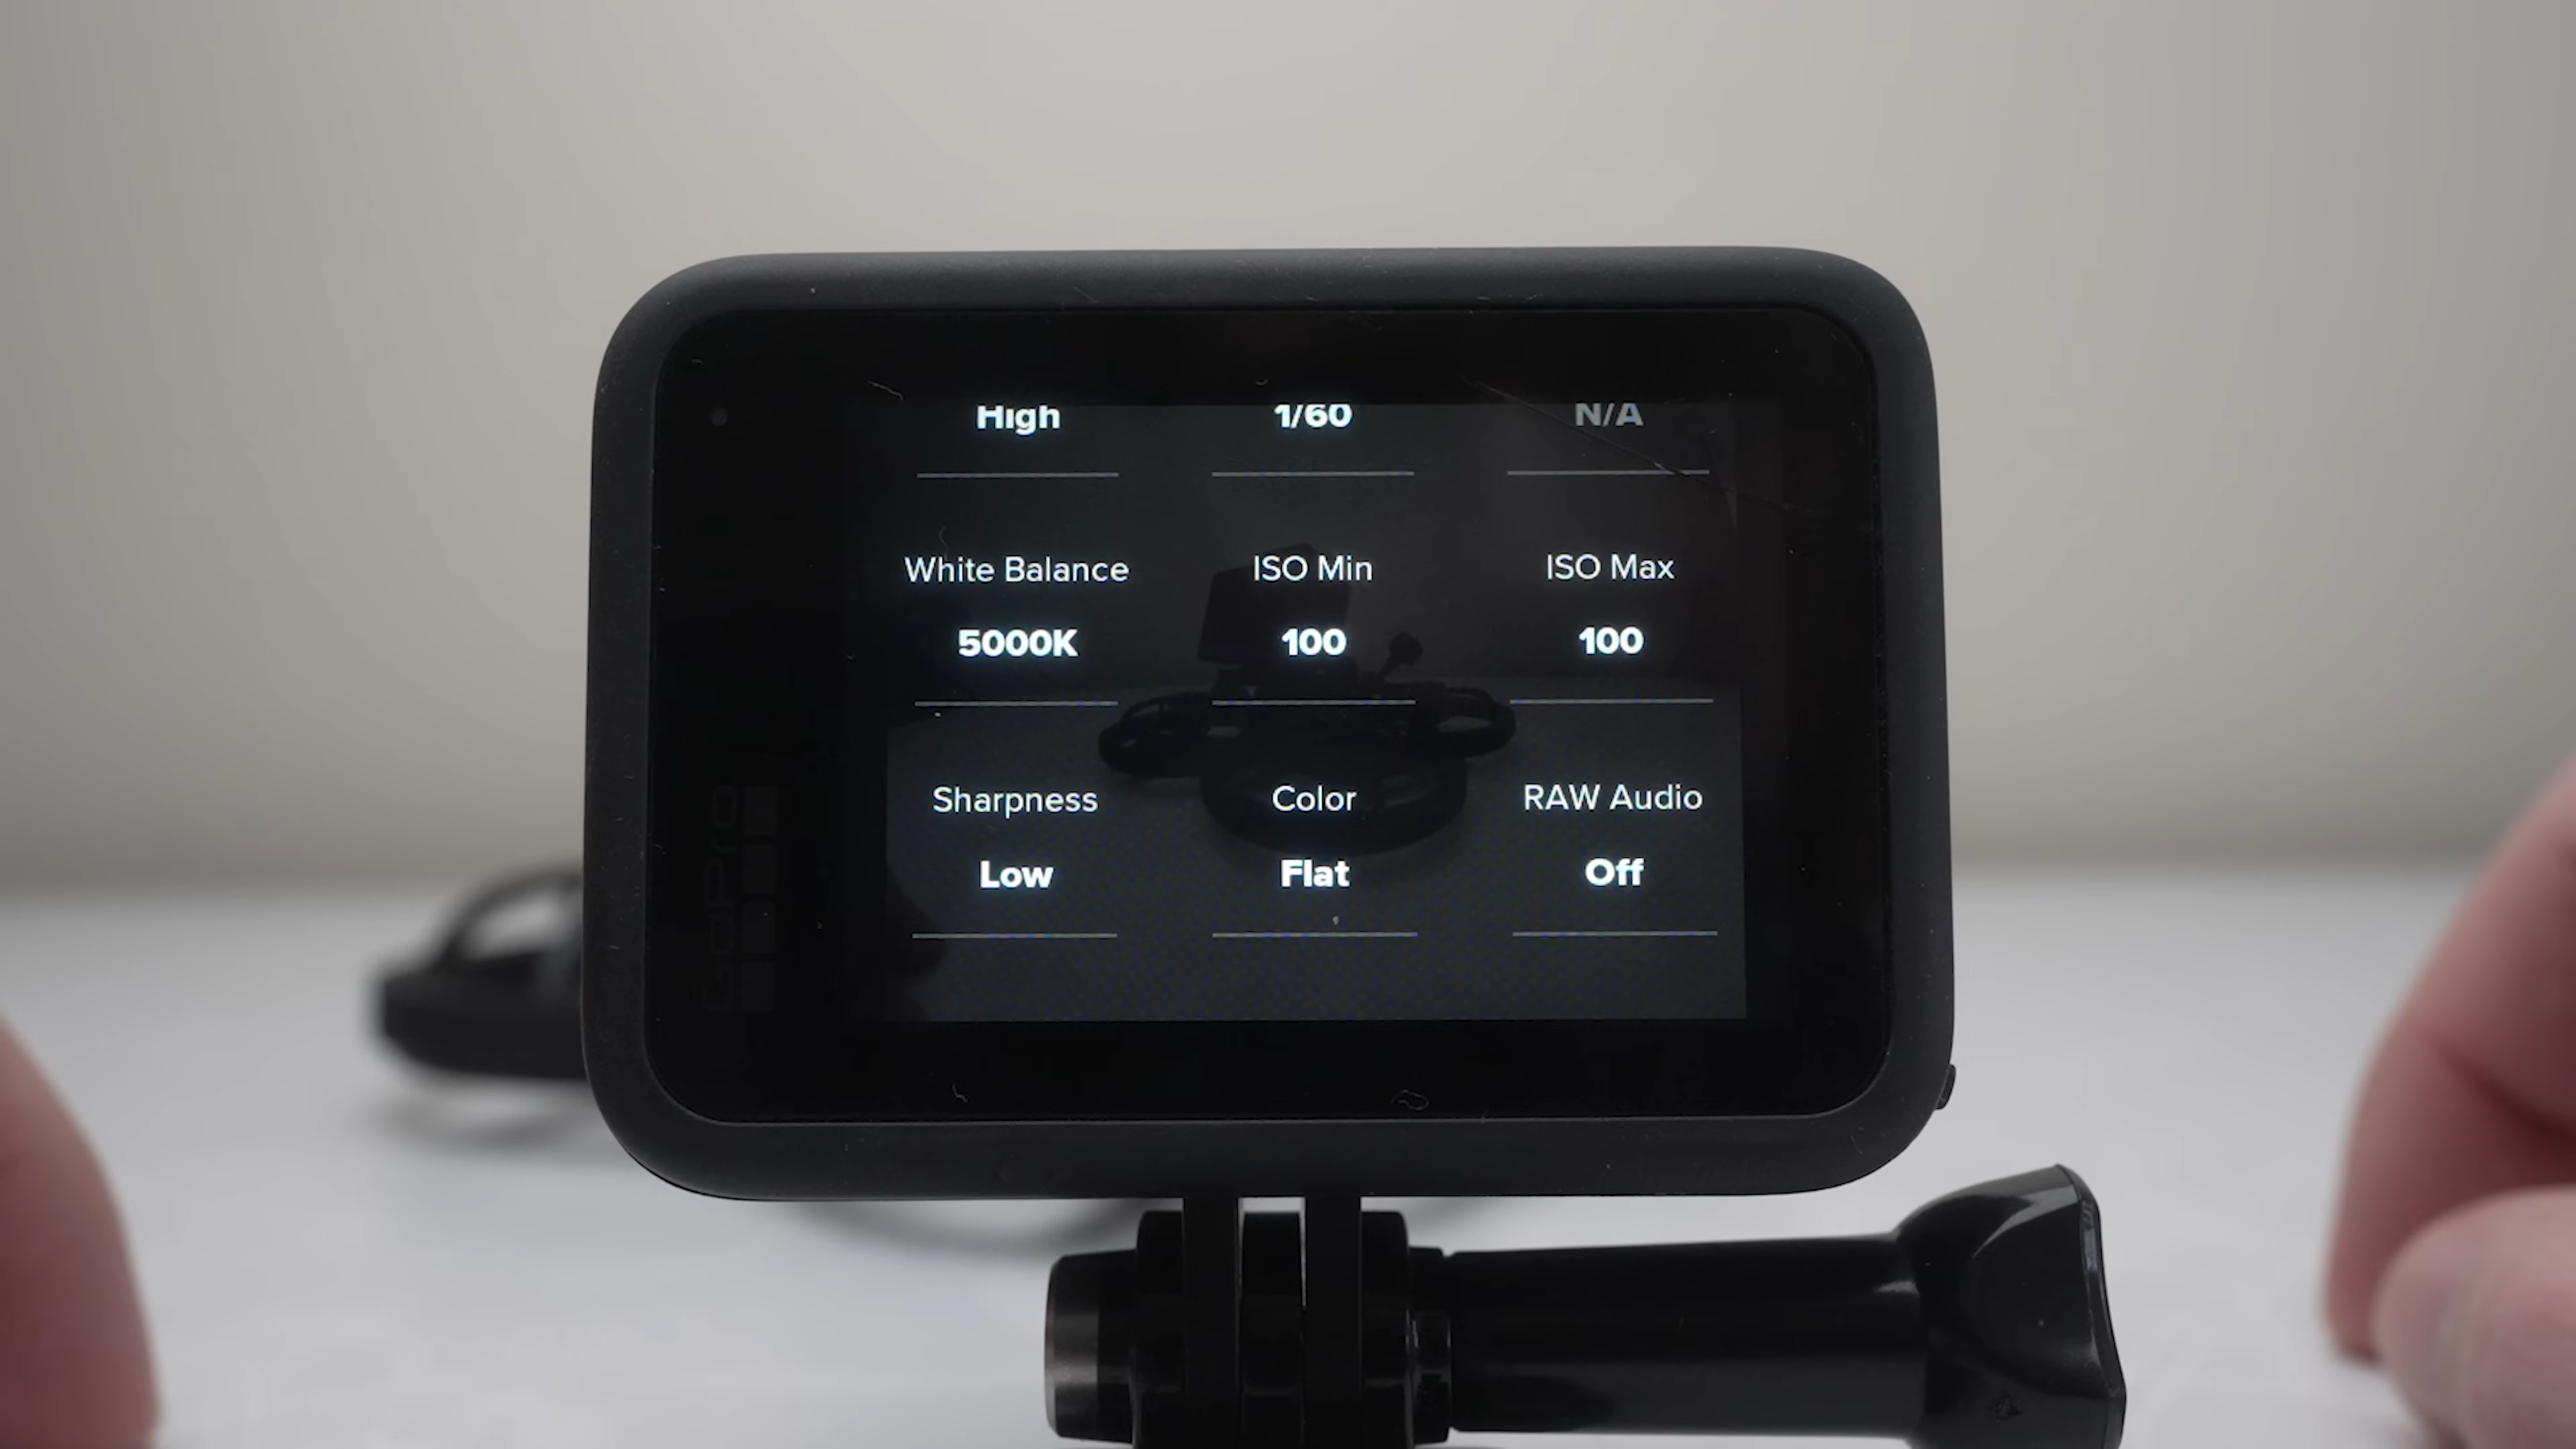 High 1/60 N/A
White Balance ISO Min ISO Max
5000K 100 100
Sharpness Color RAW Audio
Low Flat Off
GoPro